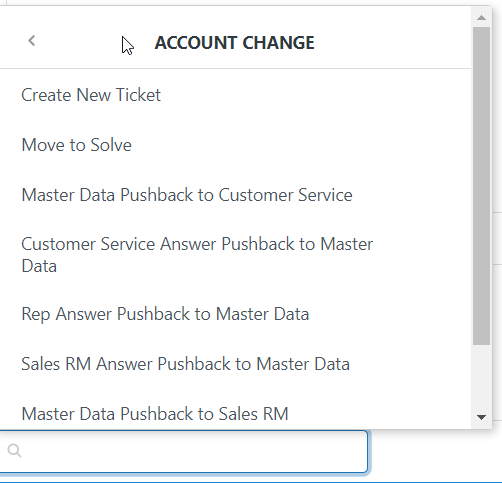 ACCOUNT CHANGE
Create New Ticket
Move to Solve
Master Data Pushback to Customer Service
Customer Service Answer Pushback to Master
Data
Rep Answer Pushback to Master Data
Sales RM Answer Pushback to Master Data
Master Data Pushback to Sales RM